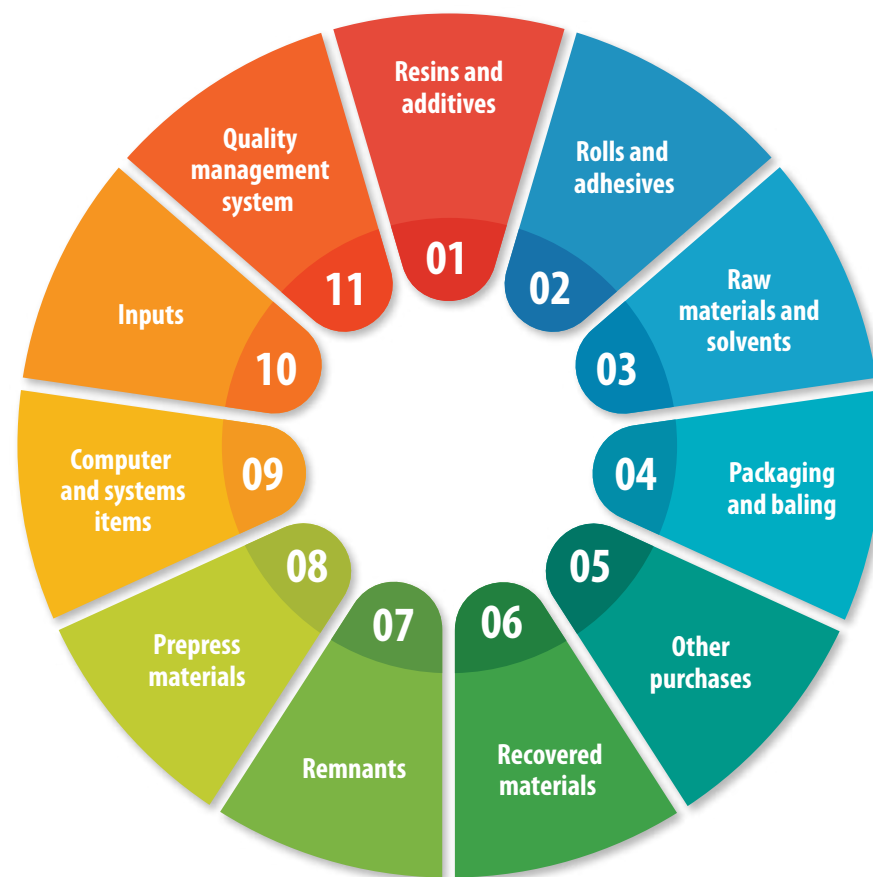 Resins and
additives
01
Rolls and
adhesives
02
Raw
materials and
solvents
03
Packaging
and baling
04
Other
purchases
05
Recovered
materials
06
Remnants
07
Prepress
materials
08
Computer
and systems
items
09
Inputs
10
Quality
management
system
11